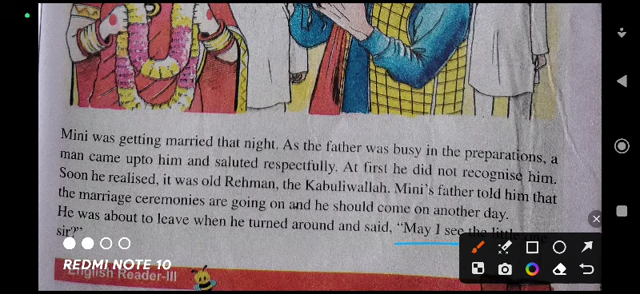 Mini was getting married that night. As the father was busy in the preparations, a
man came upto him and saluted respectfully. At first he did not recognise him.
Soon he realised, it was old Rehman, the Kabuliwallah. Mini's father told him that
the marriage ceremonies are going on and he should come on another day.
He was about to leave when he turned around and said, "May I see the little
sir?"
REDMI NOTE 10
English Reader-III